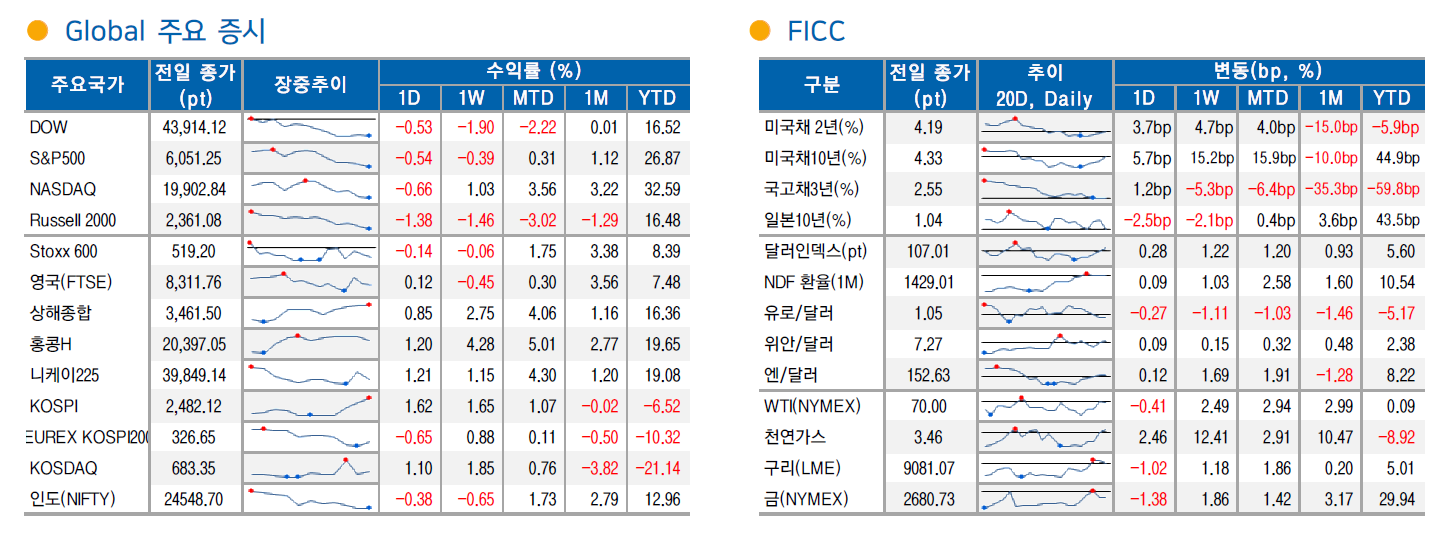 Global 주요 증시
주요국가 전일 종가 (pt) 장중추이 수익률 (%)
1D 1W MTD 1M YTD
DOW 43,914.12 −0.53 −1.90 −2.22 0.01 16.52
S&P500 6,051.25 −0.54 −0.39 0.31 1.12 26.87
NASDAQ 19,902.84 −0.66 1.03 3.56 3.22 32.59
Russell 2000 2,361.08 −1.38 −1.46 −3.02 −1.29 16.48
Stoxx 600 519.20 −0.14 −0.06 1.75 3.38 8.39
영국(FTSE) 8,311.76 0.12 −0.45 0.30 3.56 7.48
상해종합 3,461.50 0.85 2.75 4.06 1.16 16.36
홍콩H 20,397.05 1.20 4.28 5.01 2.77 19.65
니케이225 39,849.14 1.21 1.15 4.30 1.20 19.08
KOSPI 2,482.12 1.62 1.65 1.07 −0.02 −6.52
EUREX KOSPI200 326.65 −0.65 0.88 0.11 −0.50 −10.32
KOSDAQ 683.35 1.10 1.85 0.76 −3.82 −21.14
인도(NIFTY) 24548.70 −0.38 −0.65 1.73 2.79 12.96
FICC
구분 전일 종가 (pt) 추이 20D, Daily 변동(bp, %)
1D 1W MTD 1M YTD
미국채 2년(%) 4.19 3.7bp 4.7bp 4.0bp −15.0bp −5.9bp
미국채10년(%) 4.33 5.7bp 15.2bp 15.9bp −10.0bp 44.9bp
국고채3년(%) 2.55 1.2bp −5.3bp −6.4bp −35.3bp −59.8bp
일본10년(%) 1.04 −2.5bp −2.1bp 0.4bp 3.6bp 43.5bp
달러인덱스(pt) 107.01 0.28 1.22 1.20 0.93 5.60
NDF 환율(1M) 1429.01 0.09 1.03 2.58 1.60 10.54
유로/달러 1.05 −0.27 −1.11 −1.03 −1.46 −5.17
위안/달러 7.27 0.09 0.15 0.32 0.48 2.38
엔/달러 152.63 0.12 1.69 1.91 −1.28 8.22
WTI(NYMEX) 70.00 −0.41 2.49 2.94 2.99 0.09
천연가스 3.46 2.46 12.41 2.91 10.47 −8.92
구리(LME) 9081.07 −1.02 1.18 1.86 0.20 5.01
금(NYMEX) 2680.73 −1.38 1.86 1.42 3.17 29.94